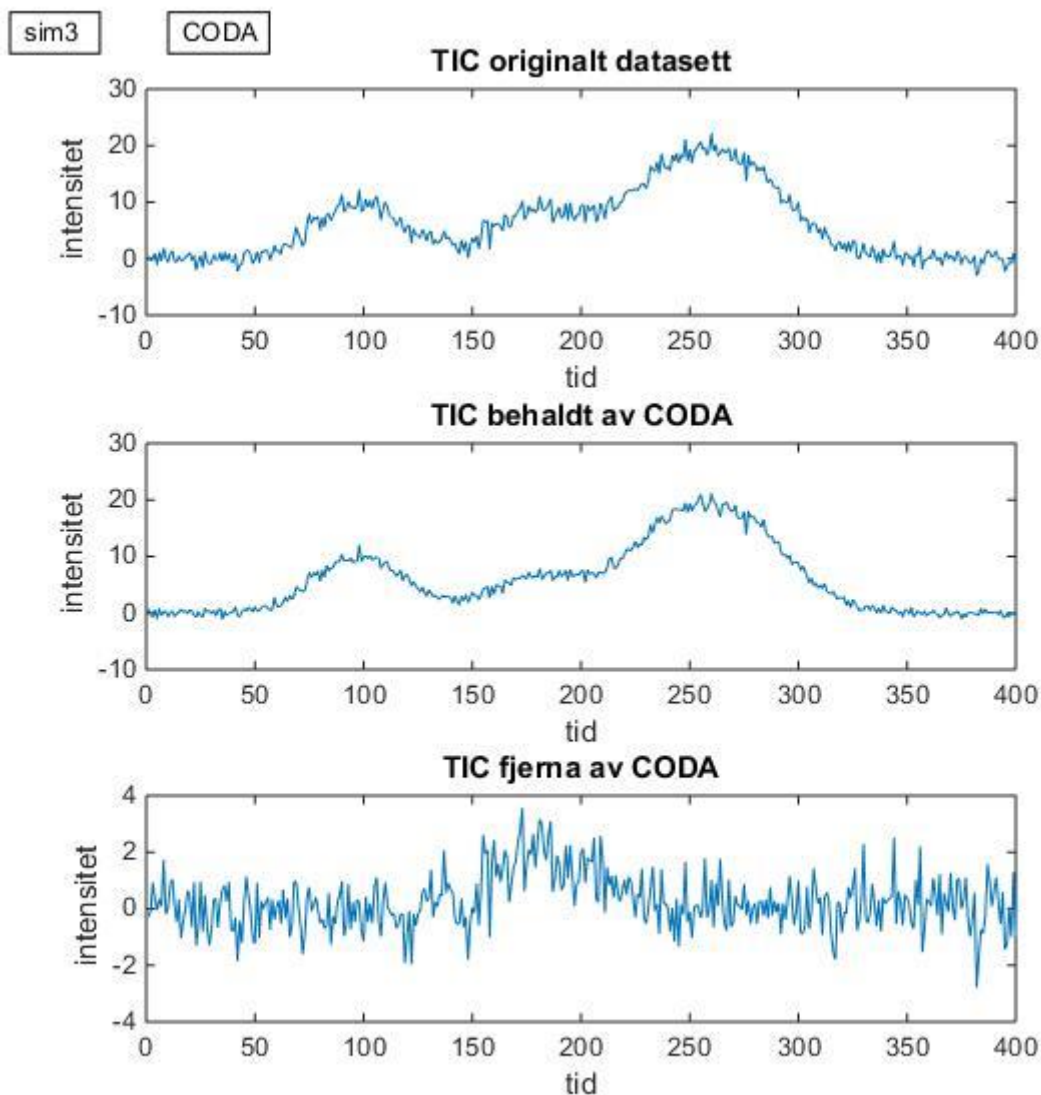 sim3 CODA
TIC originalt datasett
30
20
10
0
-10
intensitet
0 50 100 150 200 250 300 350 400
tid
TIC behaldt av CODA
30
20
10
0
-10
intensitet
0 50 100 150 200 250 300 350 400
tid
TIC fjerna av CODA
4
2
0
-2
-4
intensitet
0 50 100 150 200 250 300 350 400
tid